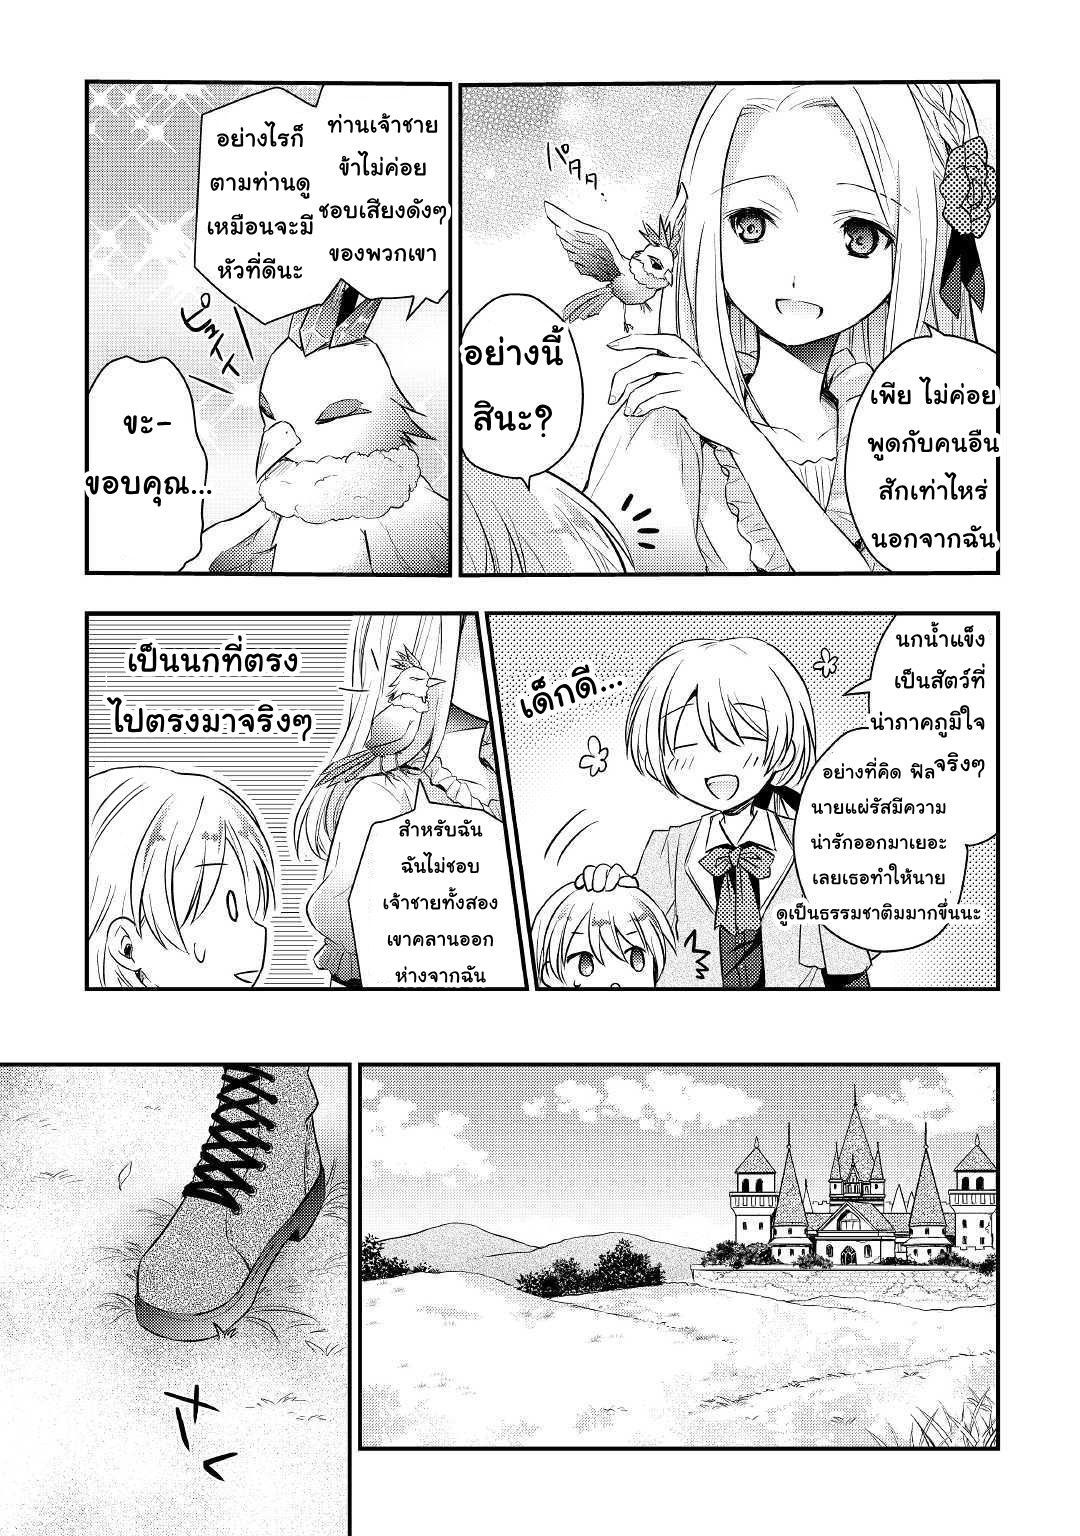 เพีย ไม่ค่อย
พูดกับคนอืน
สักเท่าไหร่
นอกจากฉัน
パタタ
อย่างนี้
สินะ?
ท่านเจ้าชาย
ข้าไม่ค่อย
ชอบเสียงดังๆ
ของพวกเขา
อย่างไรก็
ตามท่านดู
เหมือนจะมี
หัวที่ดีนะ
ขะ-
ขอบคุณ...
นกน้ำแข็ง
เป็นสัตว์ที่
น่าภาคภูมิใจ
จริงๆ
อย่างที่คิด ฟิล
นายแผ่รัสมีความ
น่ารักออกมาเยอะ
เลยเธอทำให้นาย
ดูเป็นธรรมชาติมมากขึ่นนะ
เด็กดี...
เป็นนกที่ตรง
ไปตรงมาจริงๆ
สำหรับฉัน
ฉันไม่ชอบ
เจ้าชายทั้งสอง
เขาคลานออก
ห่างจากฉัน